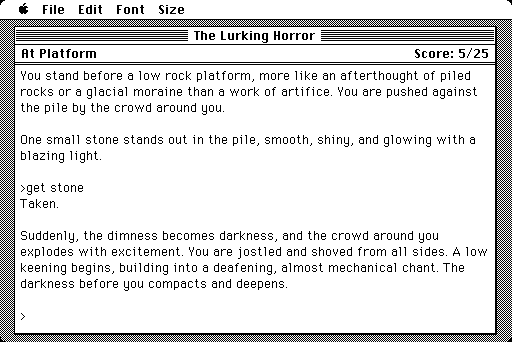 File Edit Font Size
The Lurking Horror
At Platform Score: 5/25
You stand before a low rock platform, more like an afterthought of piled
rocks or a glacial moraine than a work of artifice. You are pushed against
the pile by the crowd around you.
One small stone stands out in the pile, smooth, shiny, and glowing with a
blazing light.
>get stone
Taken.
Suddenly, the dimness becomes darkness, and the crowd around you
explodes with excitement. You are jostled and shoved from all sides. A low
keening begins, building into a deafening, almost mechanical chant. The
darkness before you compacts and deepens.
>